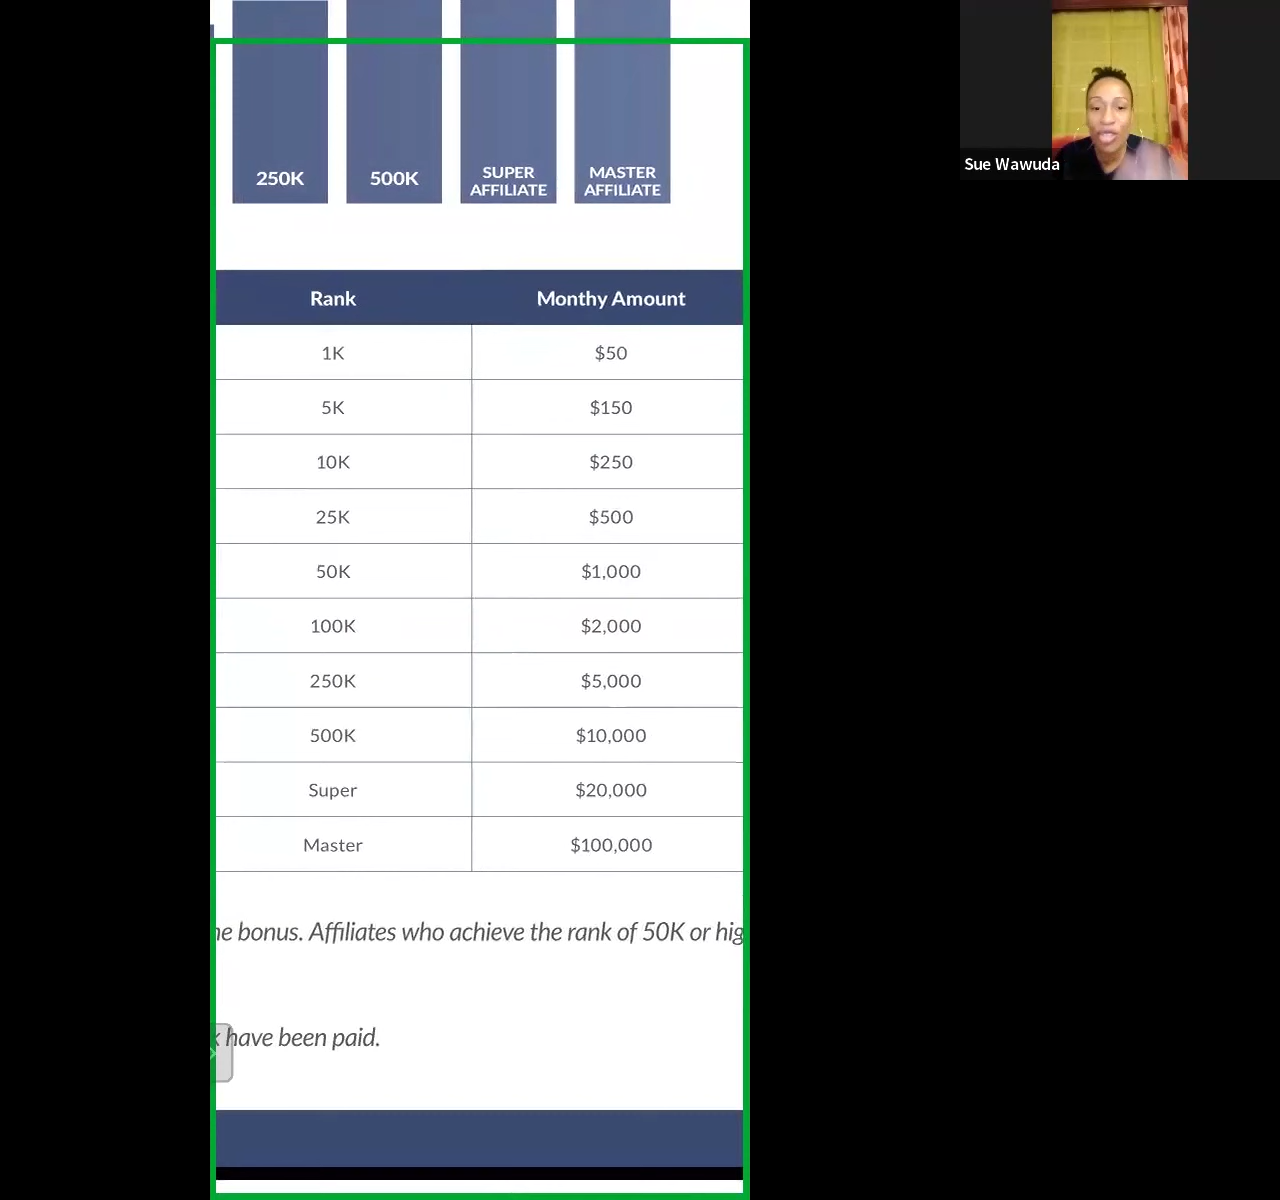 250K
500K
SUPER
AFFILIATE
MASTER
AFFILIATE
Sue Wawuda
Rank Monthy Amount
1K $50
5K $150
10K $250
25K $500
50K $1,000
100K $2,000
250K $5,000
500K $10,000
Super $20,000
Master $100,000
bonus. Affiliates who achieve the rank of 50K or
have been paid.